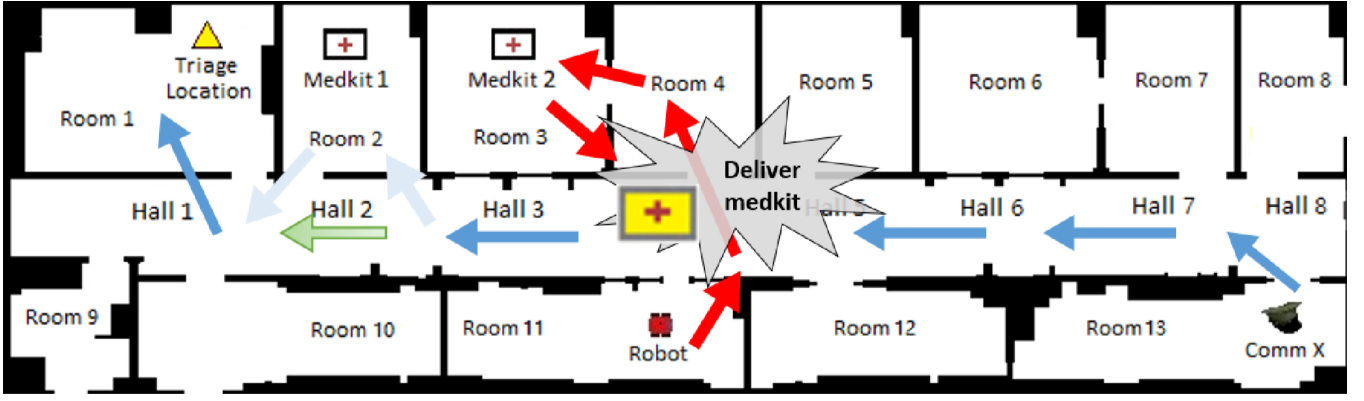 Triage
Location
Medkit 1
Medkit 2
Room 1
Room 2
Room 3
Room 4
Room 5
Room 6
Room 7
Room 8
Deliver
medkit
Hall 1
Hall 2
Hall 3
Hall 5
Hall 6
Hall 7
Hall 8
Room 9
Room 10
Room 11
Robot
Room 12
Room 13
Comm X